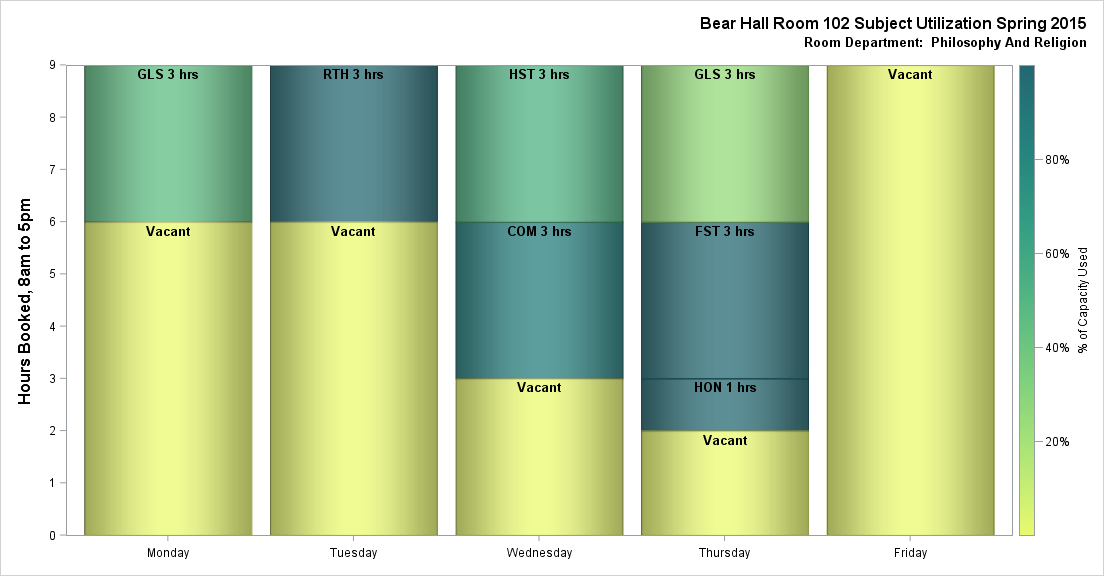 Bear Hall Room 102 Subject Utilization Spring 2015
Room Department:  Philosophy And Religion
Hours Booked, 8am to 5pm
9
8
7
6
5
4
3
2
1
0
GLS 3 hrs
Vacant
RTH 3 hrs
Vacant
HST 3 hrs
COM 3 hrs
Vacant
GLS 3 hrs
FST 3 hrs
HON 1 hrs
Vacant
Vacant
Monday
Tuesday
Wednesday
Thursday
Friday
80%
60%
40%
20%
% of Capacity Used